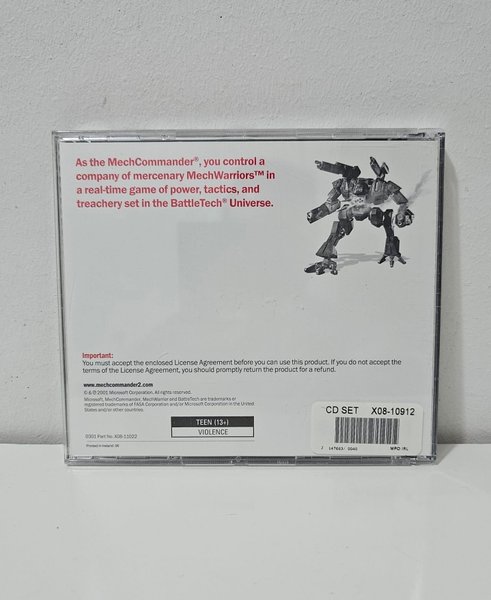 As the MechCommander®, you control a
company of mercenary MechWarriors™ in
a real-time game of power, tactics, and
treachery set in the BattleTech® Universe.
Important:
You must accept the enclosed License Agreement before you can use this product. If you do not accept the
terms of the License Agreement, you should promptly return the product for a refund.
www.mechcommander2.com
© & ℗ 2001 Microsoft Corporation. All rights reserved.
Microsoft, MechCommander, MechWarrior and BattleTech are trademarks or
registered trademarks of FASA Corporation and/or Microsoft Corporation in the United
States and/or other countries.
TEEN (13+)
VIOLENCE
0301 Part No. X08-11022
Printed in Ireland.
CD SET X08-10912